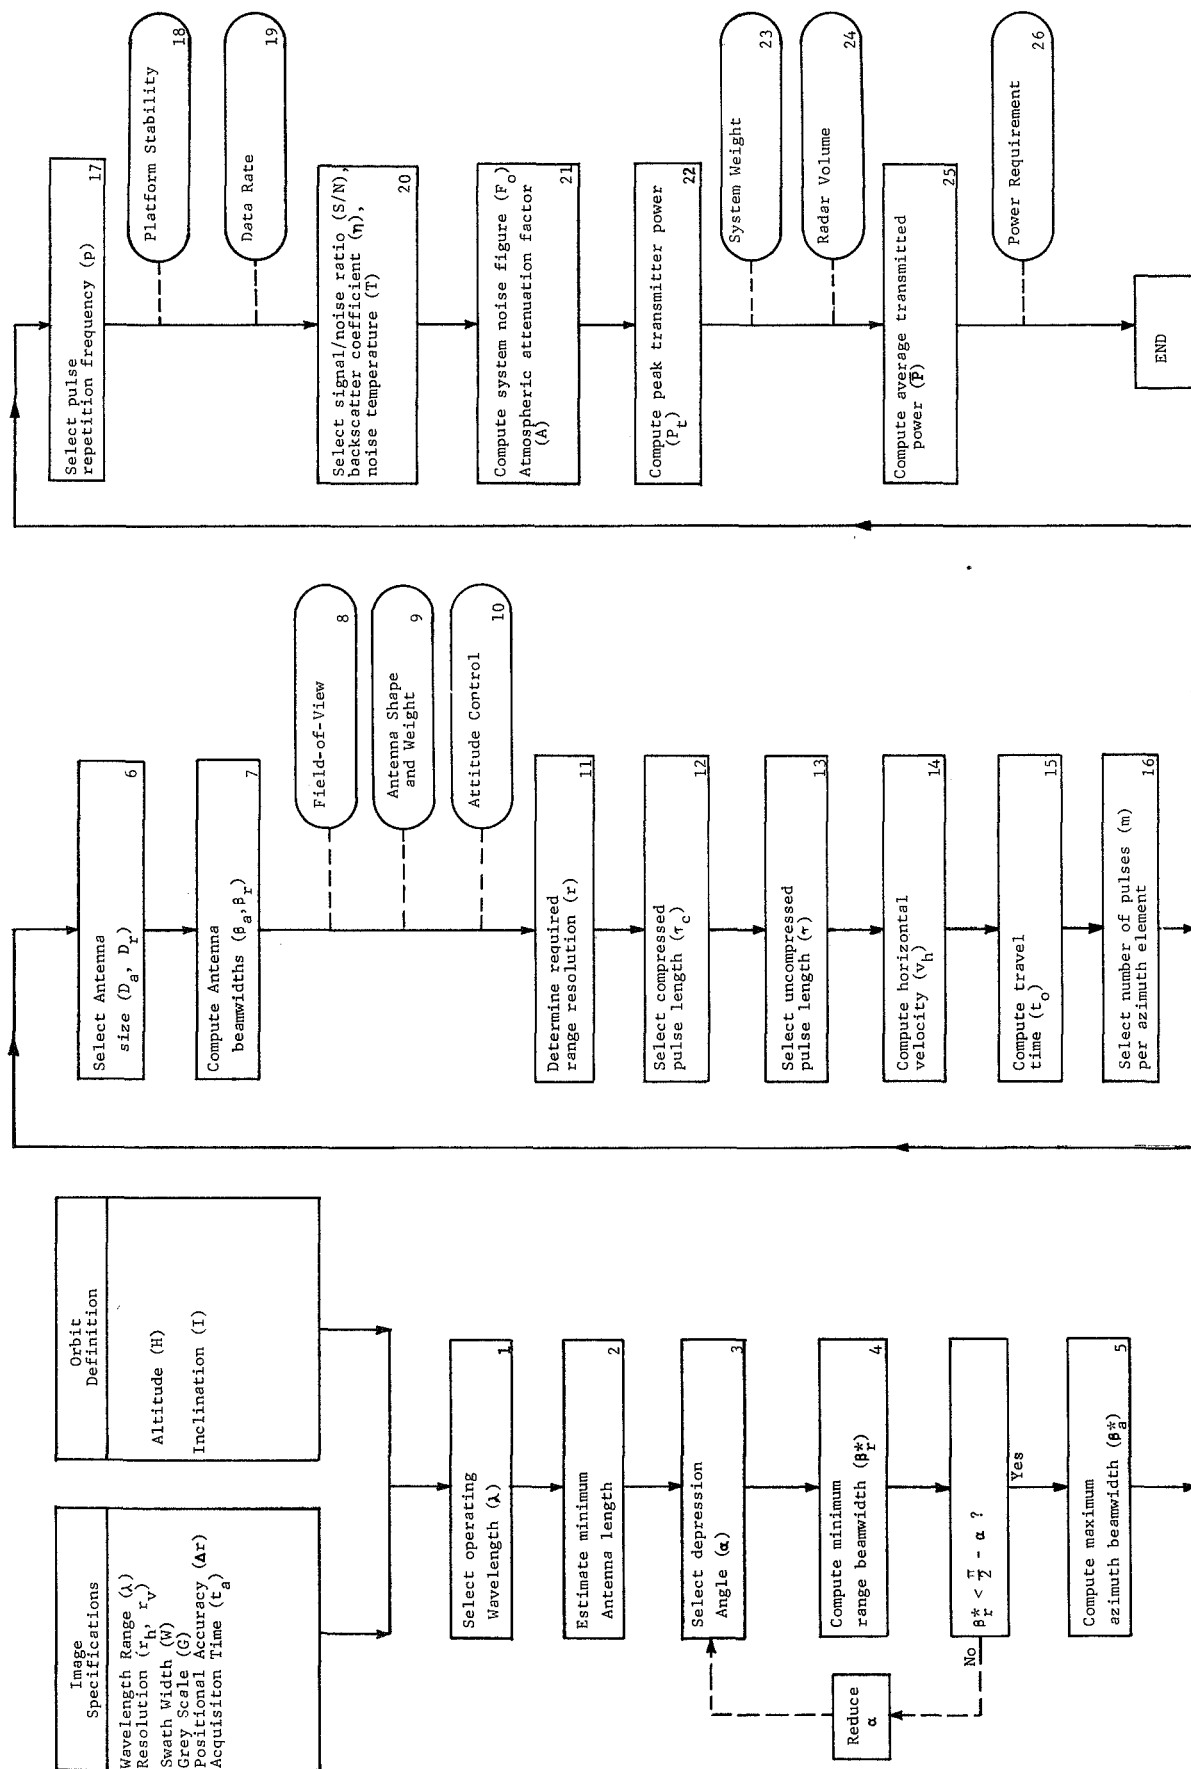 Image
Specifications
Wavelength Range (λ)
Resolution (r_h, r_v)
Swath Width (W)
Grey Scale (G)
Positional Accuracy (Δr)
Acquisiton Time (t_a)
Orbit
Definition
Altitude (H)
Inclination (I)
Select operating
Wavelength (λ)
1
Estimate minimum
Antenna length
2
Select depression
Angle (α)
3
Compute minimum
range beamwidth (β*_r)
4
β*_r < π/2 - α ?
No
Yes
Reduce
α
Compute maximum
azimuth beamwidth (β*_a)
5
Select Antenna
size (D_a, D_r)
6
Compute Antenna
beamwidths (β_a, β_r)
7
Field-of-View
8
Antenna Shape
and Weight
9
Attitude Control
10
Determine required
range resolution (r)
11
Select compressed
pulse length (τ_c)
12
Select uncompressed
pulse length (τ)
13
Compute horizontal
velocity (v_h)
14
Compute travel
time (t_o)
15
Select number of pulses (m)
per azimuth element
16
Select pulse
repetition frequency (p)
17
Platform Stability
18
Data Rate
19
Select signal/noise ratio (S/N),
backscatter coefficient (η),
noise temperature (T)
20
Compute system noise figure (F_o)
Atmospheric attenuation factor
(A)
21
Compute peak transmitter power
(P_t)
22
System Weight
23
Radar Volume
24
Compute average transmitted
power (P̅)
25
Power Requirement
26
END